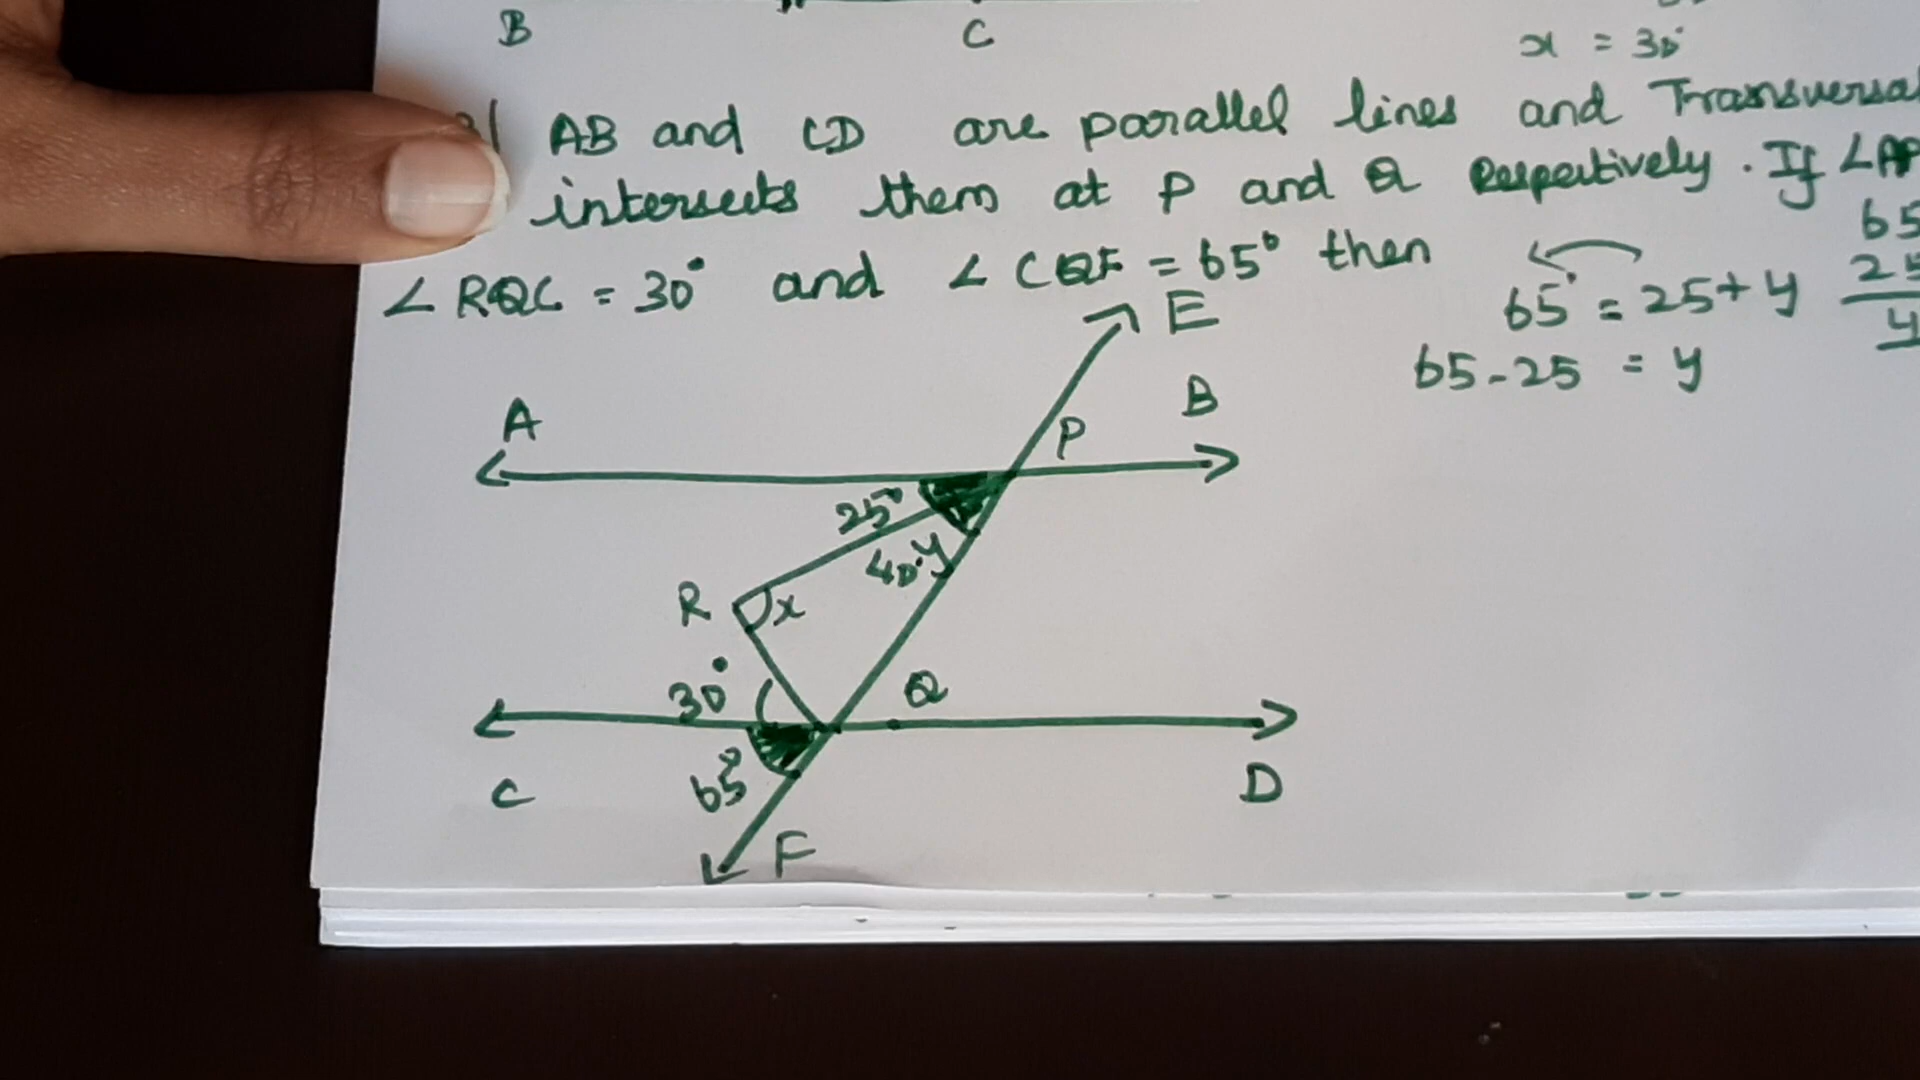 B C
x = 30°
AB and CD are parallel lines and Transversal
intersects them at P and Q Respectively. If ∠AP
∠RQC = 30° and ∠CQF = 65° then
65
65° = 25 + y
25
y
65 - 25 = y
E
A B
P
25°
40° y
R x
30° Q
C 65° D
F